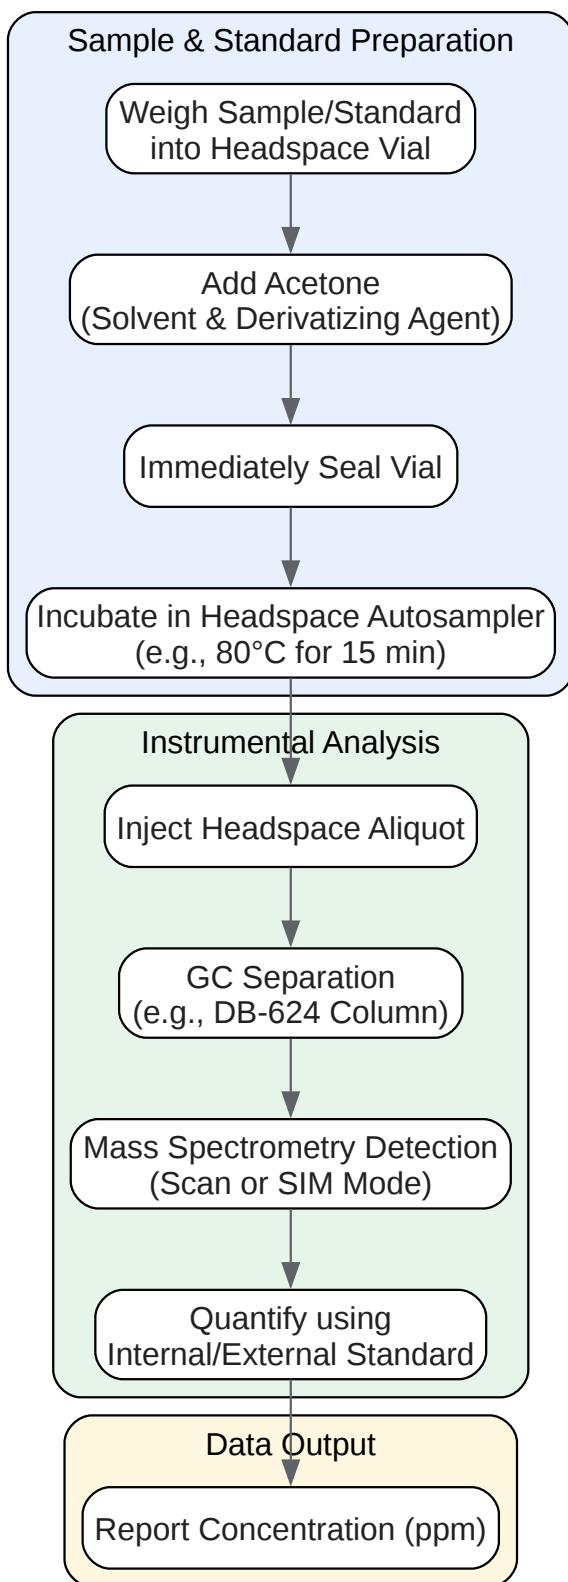 Sample & Standard Preparation
Weigh Sample/Standard
into Headspace Vial
Add Acetone
(Solvent & Derivatizing Agent)
Immediately Seal Vial
Incubate in Headspace Autosampler
(e.g., 80°C for 15 min)
Instrumental Analysis
Inject Headspace Aliquot
GC Separation
(e.g., DB-624 Column)
Mass Spectrometry Detection
(Scan or SIM Mode)
Quantify using
Internal/External Standard
Data Output
Report Concentration (ppm)